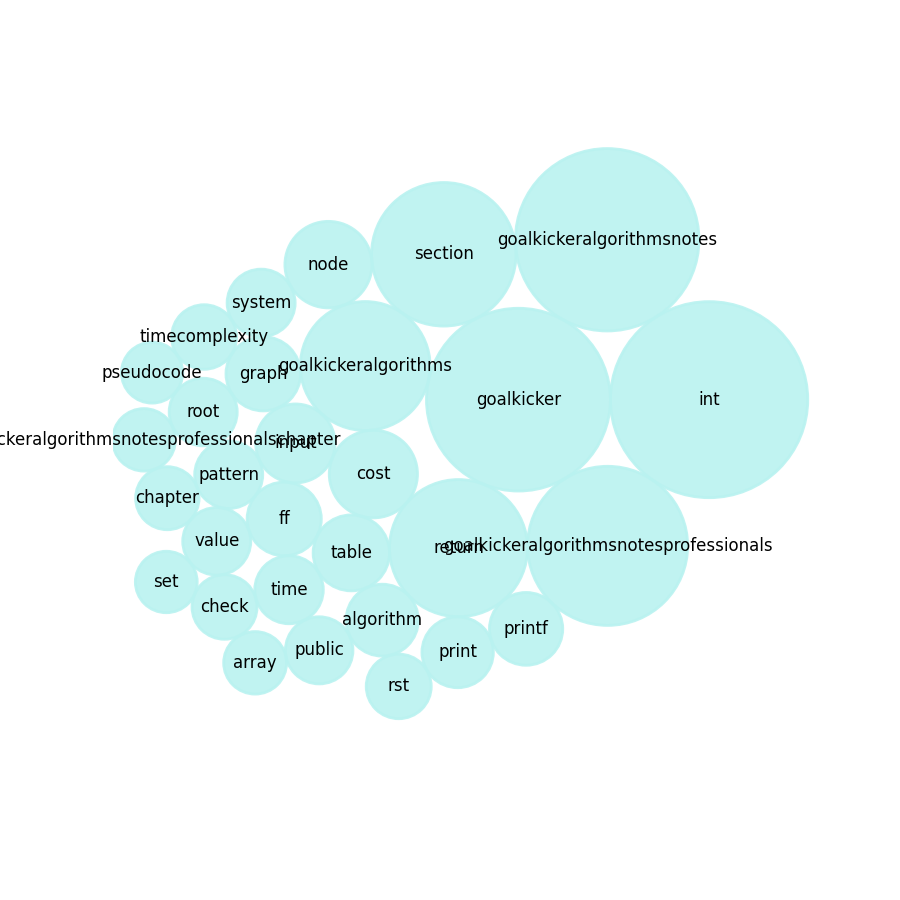 goalkickeralgorithmsnotes
section
node
system
timecomplexity
goalkickeralgorithms
pseudocode
graph
goalkicker
int
root
ckeralgorithmsnotesprofessionalschapter
input
cost
pattern
chapter
ff
value
return
goalkickeralgorithmsnotesprofessionals
table
set
time
check
algorithm
printf
public
print
array
rst